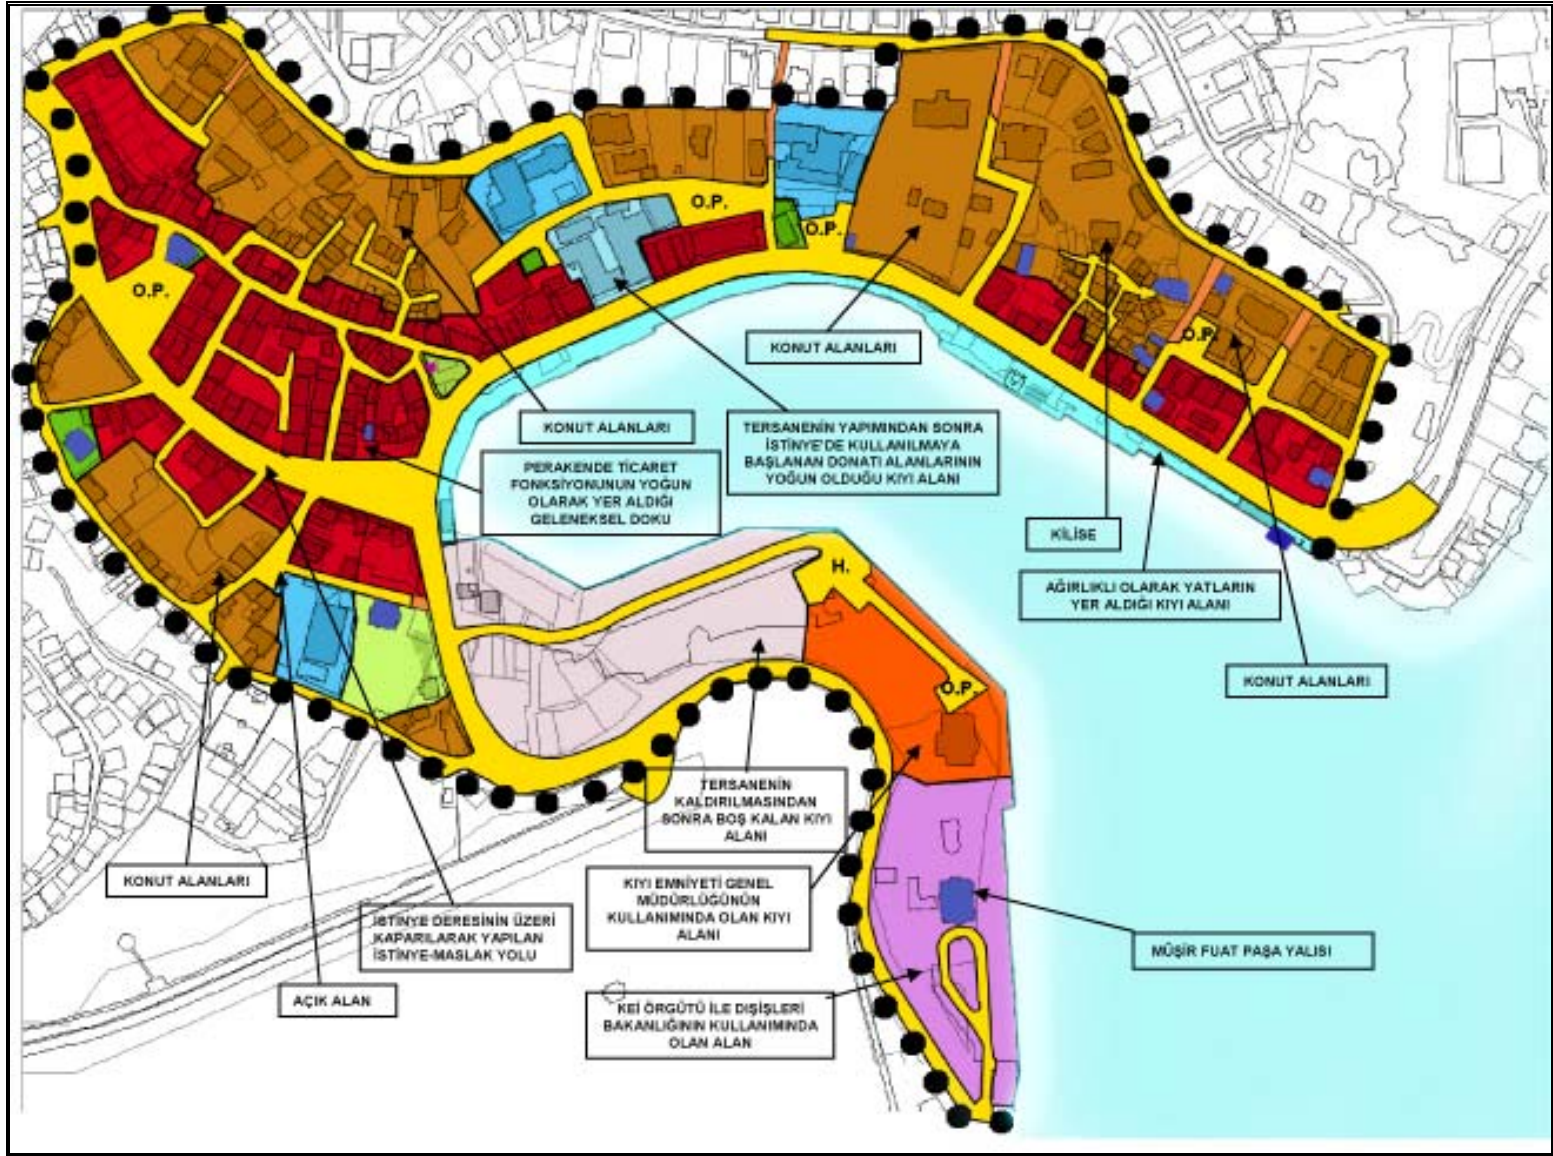 O.P.
O.P.
O.P.
O.P.
KONUT ALANLARI
KONUT ALANLARI
TERSANENİN YAPIMINDAN SONRA
İSTİNYE'DE KULLANILMAYA
BAŞLANAN DONATI ALANLARININ
YOĞUN OLDUĞU KIYI ALANI
PERAKENDE TİCARET
FONKSİYONUNUN YOĞUN
OLARAK YER ALDIĞI
GELENEKSEL DOKU
KİLİSE
AĞIRLIKLI OLARAK YATLARIN
YER ALDIĞI KIYI ALANI
H.
KONUT ALANLARI
O.P.
TERSANENİN
KALDIRILMASINDAN
SONRA BOŞ KALAN KIYI
ALANI
KONUT ALANLARI
KIYI EMNİYETİ GENEL
MÜDÜRLÜĞÜNÜN
KULLANIMINDA OLAN KIYI
ALANI
İSTİNYE DERESİNİN ÜZERİ
KAPARILARAK YAPILAN
İSTİNYE-MASLAK YOLU
MÜŞİR FUAT PAŞA YALISI
AÇIK ALAN
KEİ ÖRGÜTÜ İLE DIŞİŞLERİ
BAKANLIĞININ KULLANIMINDA
OLAN ALAN